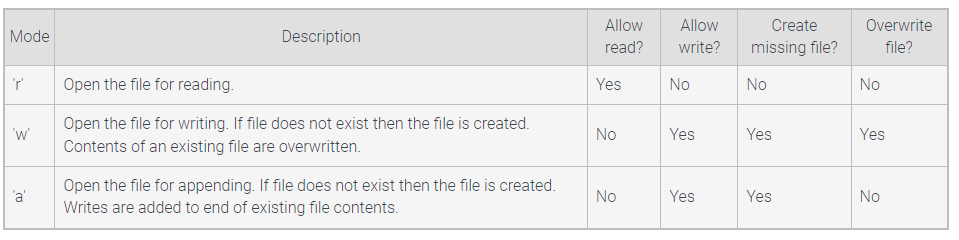 Mode Description Allow read? Allow write? Create missing file? Overwrite file?
'r' Open the file for reading. Yes No No No
'w' Open the file for writing. If file does not exist then the file is created. Contents of an existing file are overwritten. No Yes Yes Yes
'a' Open the file for appending. If file does not exist then the file is created. Writes are added to end of existing file contents. No Yes Yes No